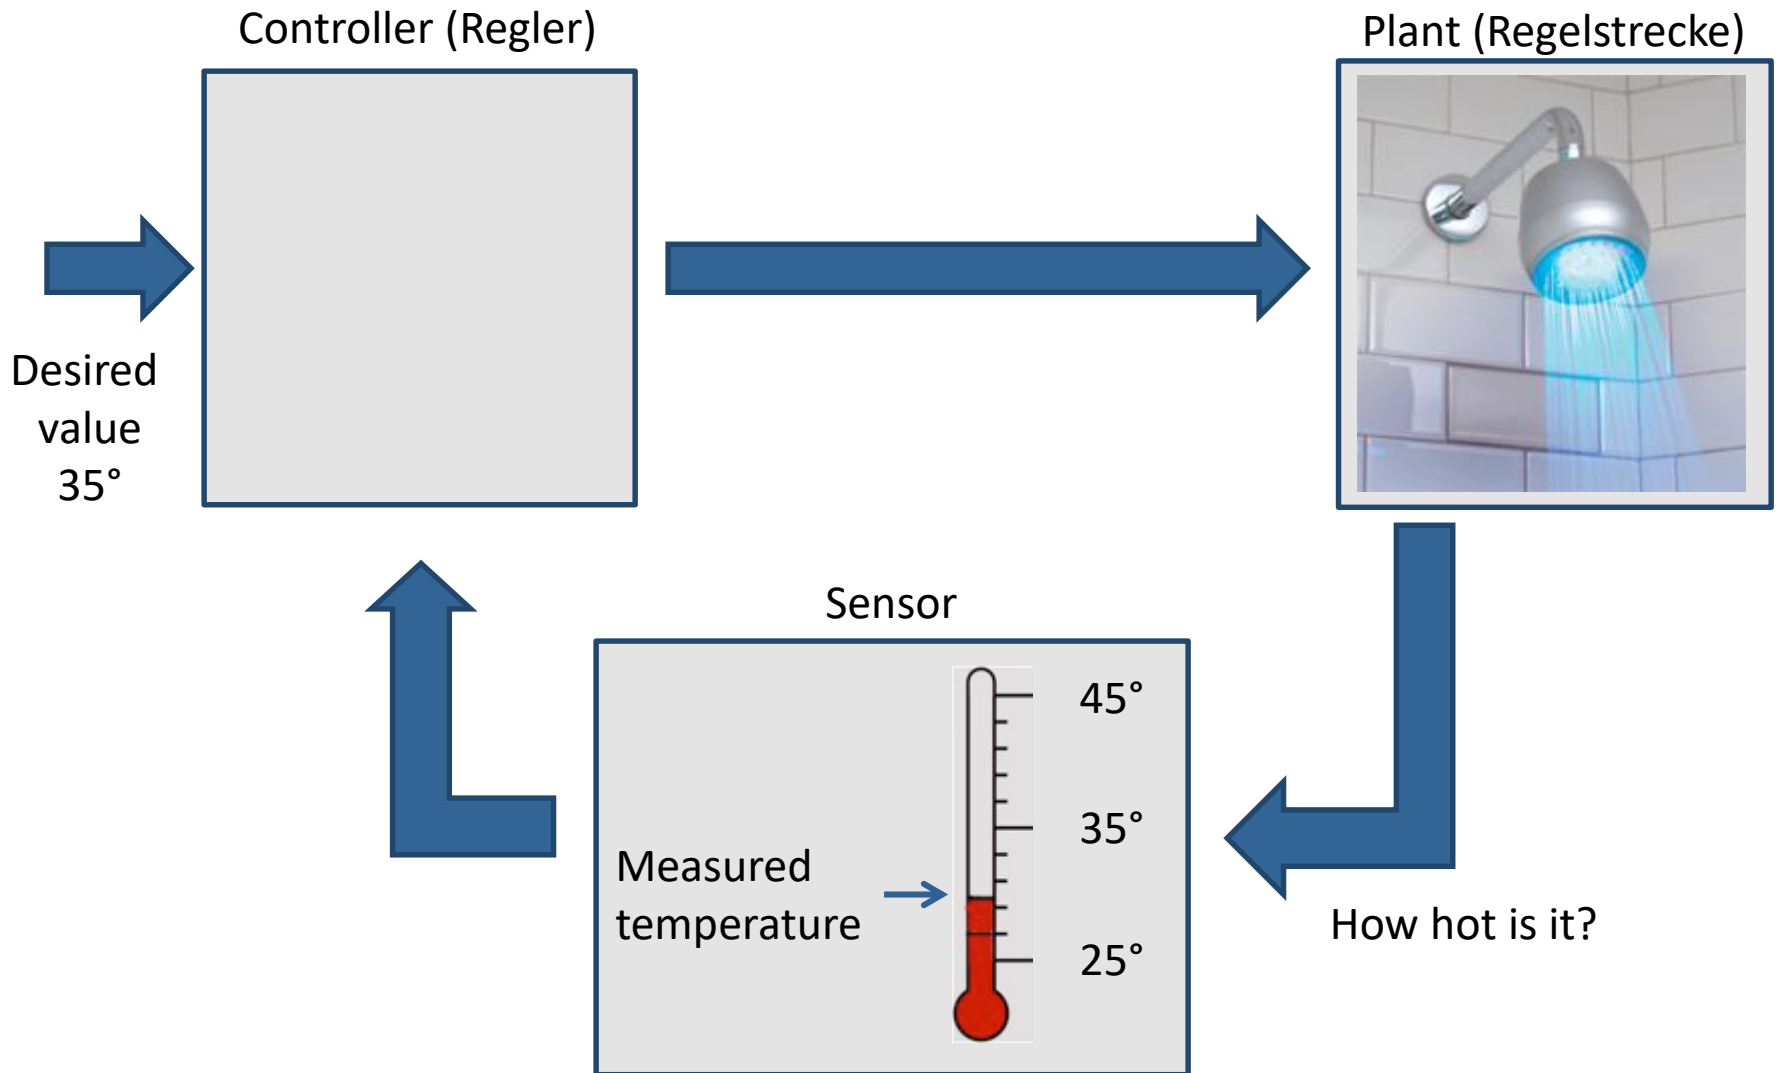 Controller (Regler)
Plant (Regelstrecke)
Desired
value
35°
Sensor
45°
35°
Measured
temperature
25°
How hot is it?